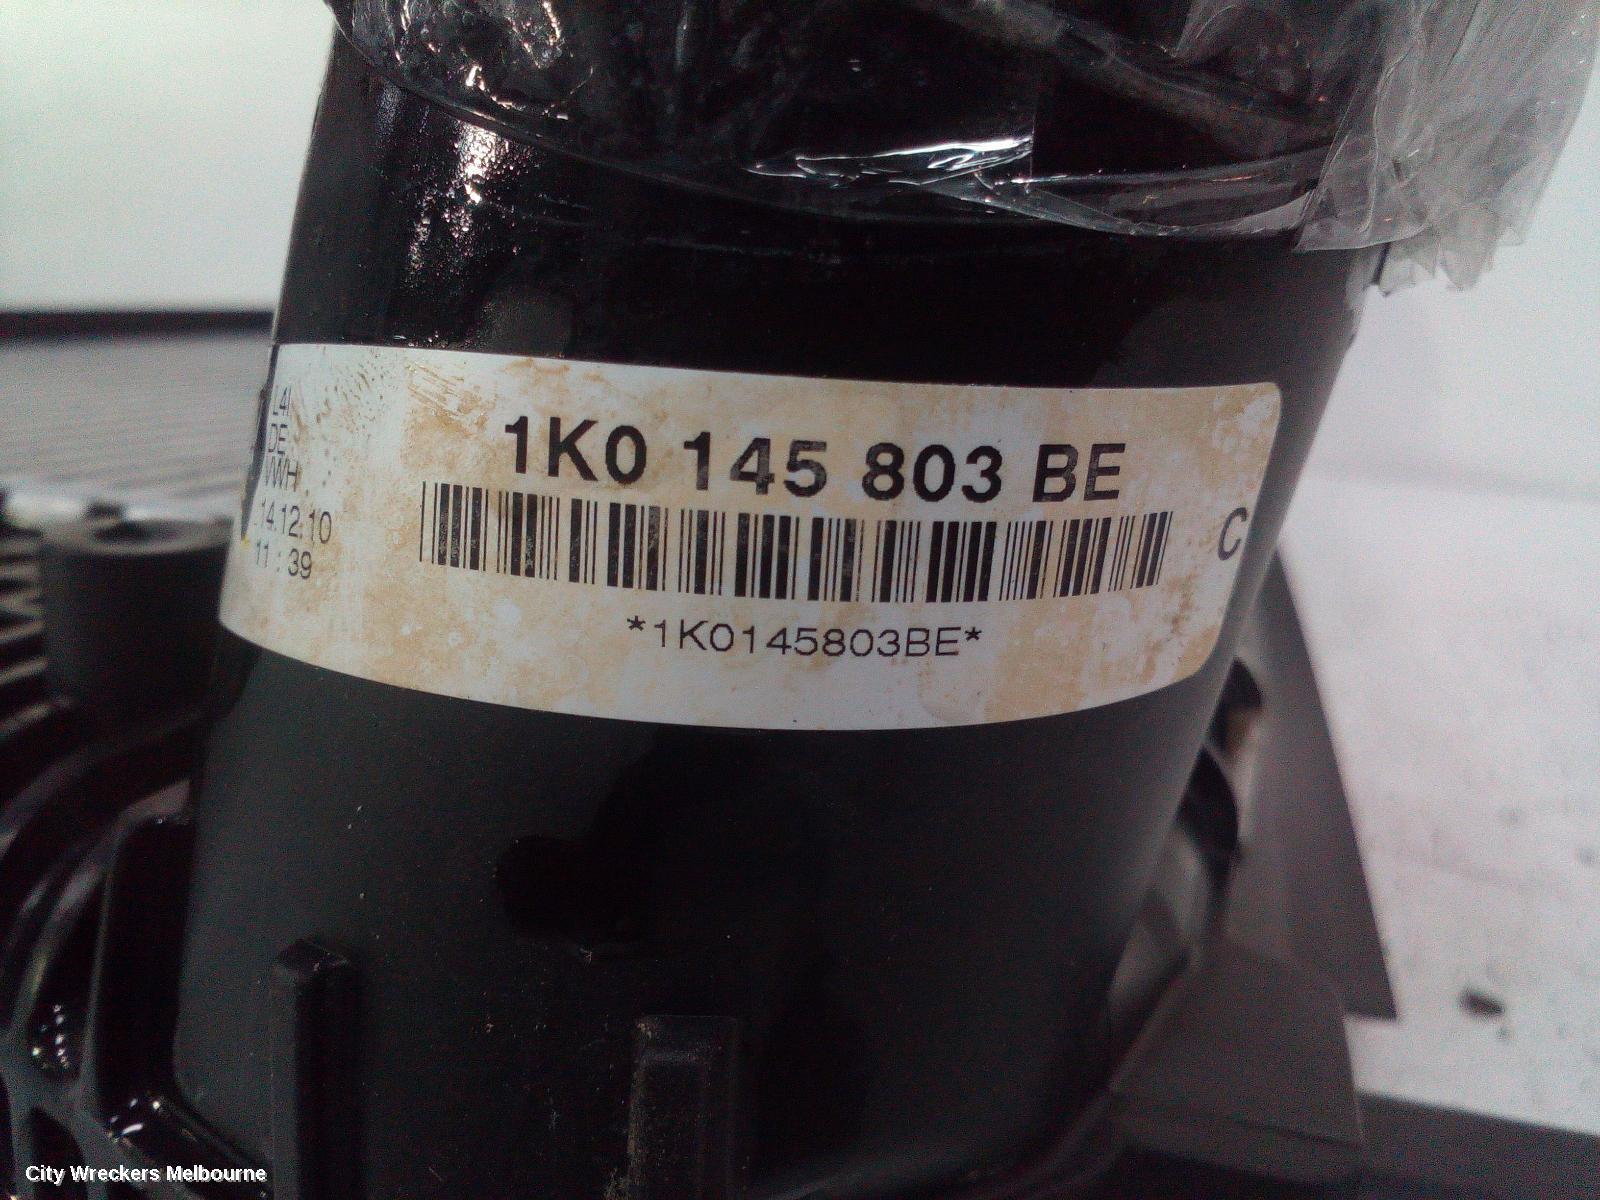 L4I
DE
VWH
14.12.10
11:39
1K0 145 803 BE
C
*1K0145803BE*
City Wreckers Melbourne